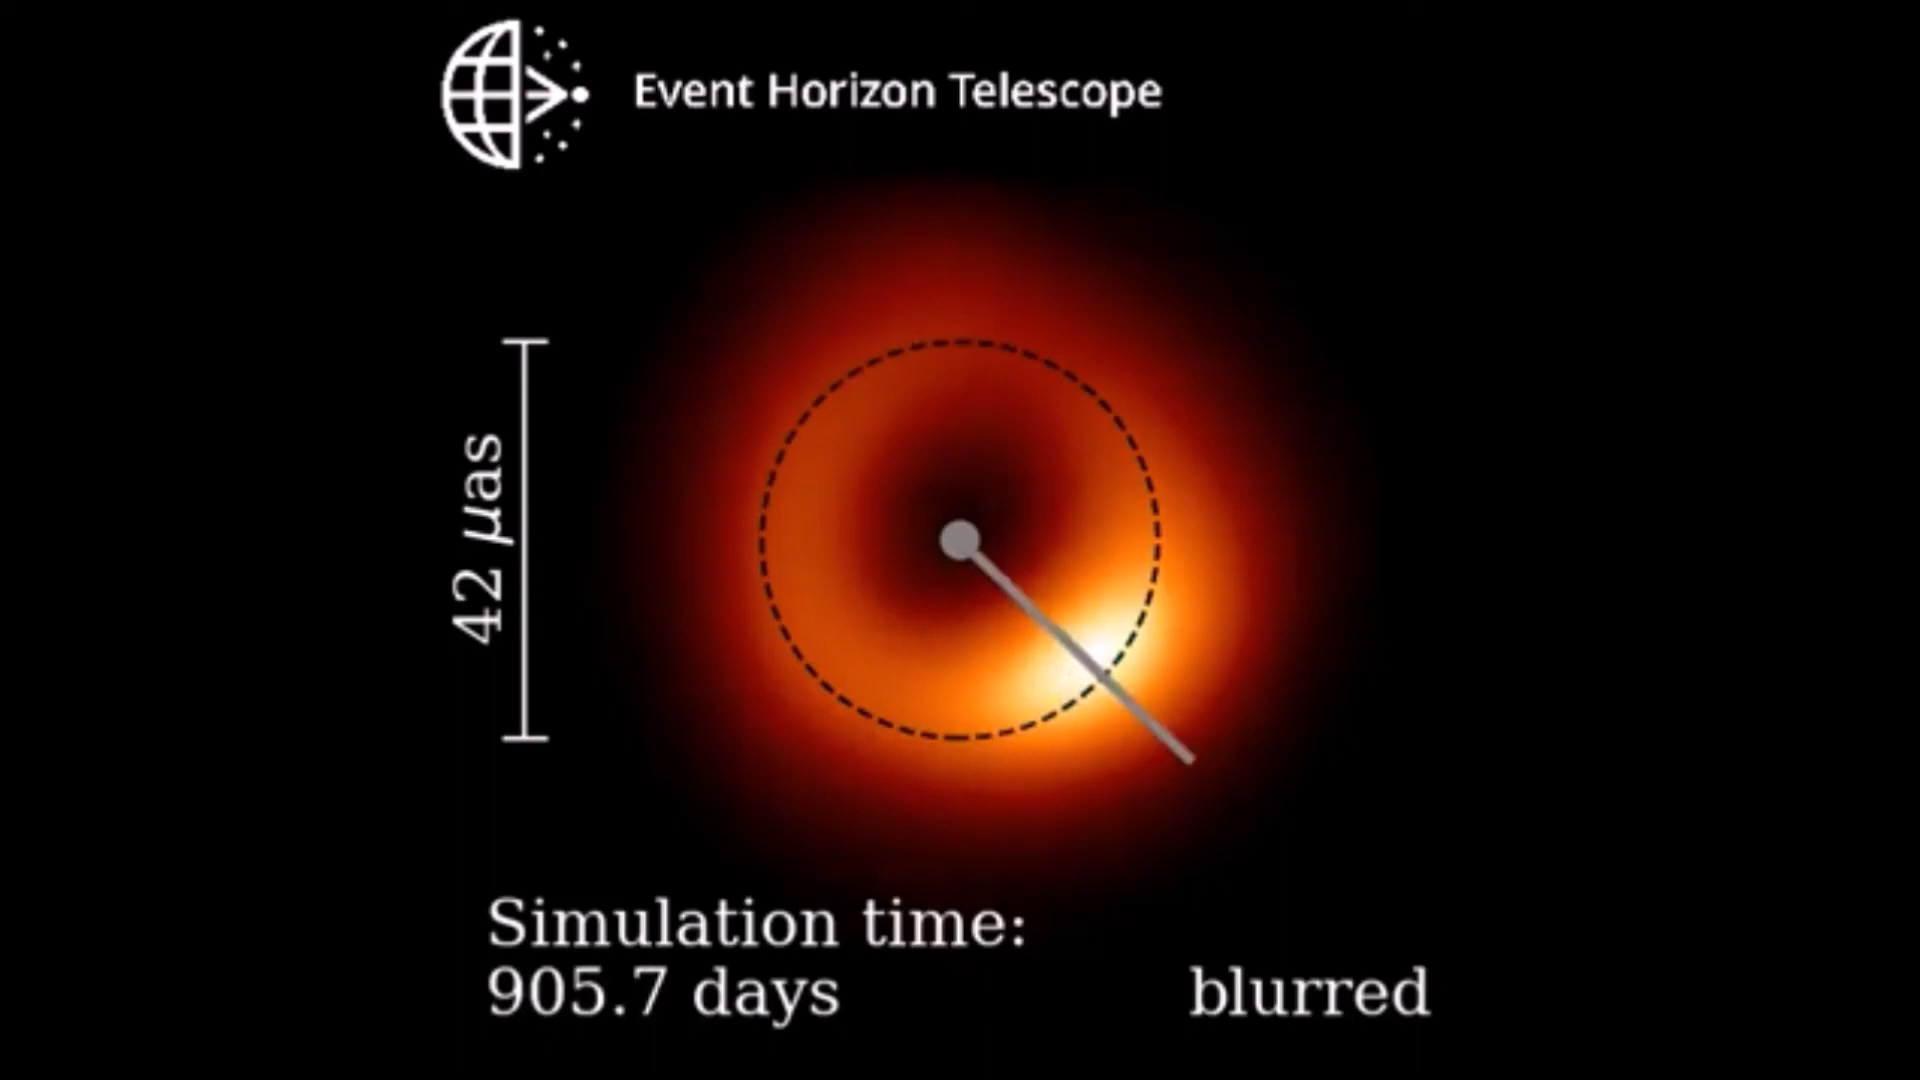 Event Horizon Telescope
42 μas
Simulation time:
905.7 days
blurred